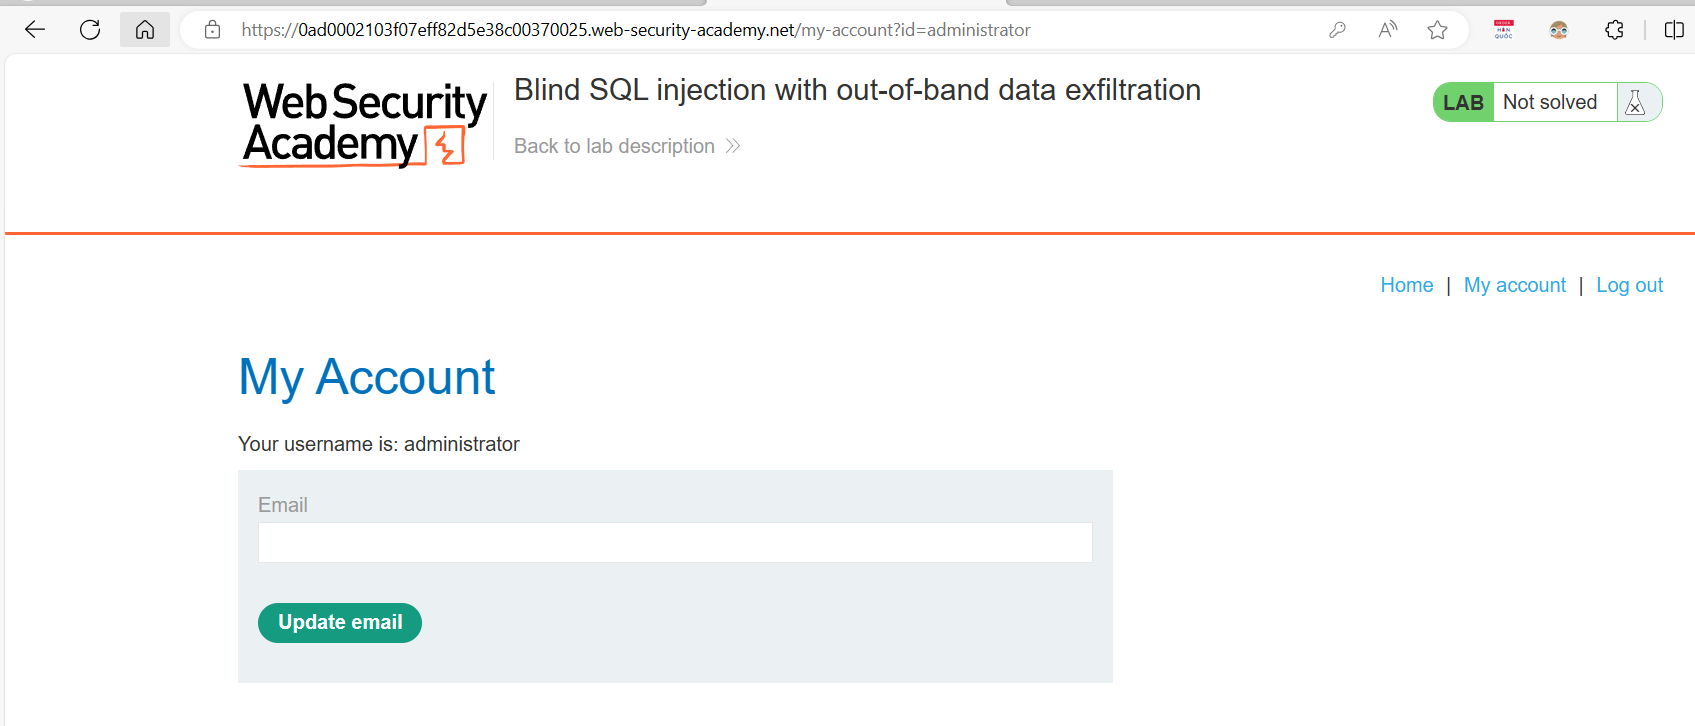 https://0ad0002103f07eff82d5e38c00370025.web-security-academy.net/my-account?id=administrator
Web Security
Academy
Blind SQL injection with out-of-band data exfiltration
Back to lab description
LAB Not solved
Home | My account | Log out
My Account
Your username is: administrator
Email
Update email